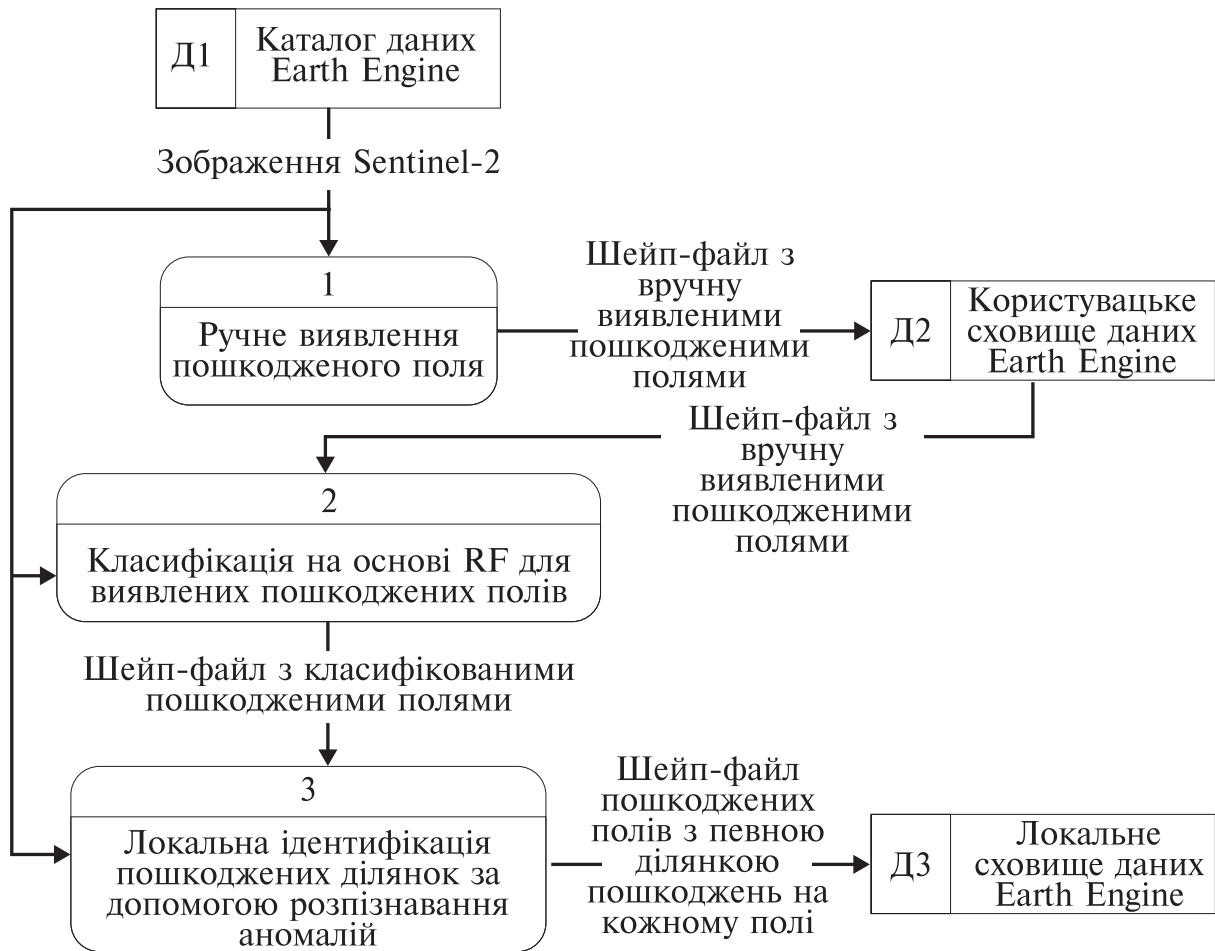 Д1
Каталог даних
Earth Engine
Зображення Sentinel-2
1
Ручне виявлення
пошкодженого поля
Шейп-файл з
вручну
виявленими
пошкодженими
полями
Д2
Користувацьке
сховище даних
Earth Engine
Шейп-файл з
вручну
виявленими
пошкодженими
полями
2
Класифікація на основі RF для
виявлених пошкоджених полів
Шейп-файл з класифікованими
пошкодженими полями
3
Локальна ідентифікація
пошкоджених ділянок за
допомогою розпізнавання
аномалій
Шейп-файл
пошкоджених
полів з певною
ділянкою
пошкоджень на
кожному полі
Д3
Локальне
сховище даних
Earth Engine